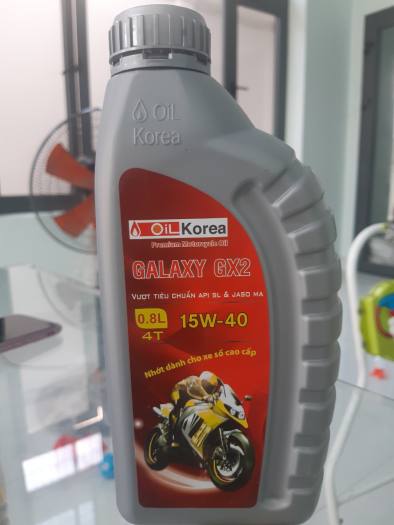 OiL
Korea
OiL Korea
Premium Motorcycle Oil
GALAXY GX2
VƯỢT TIÊU CHUẨN API SL & JASO MA
0.8L 15W-40
4T
Nhớt dành cho xe số cao cấp